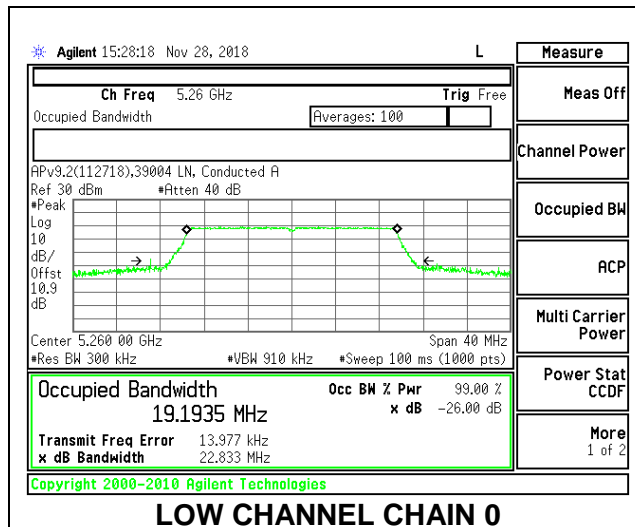 Agilent 15:28:18 Nov 28, 2018 L
Measure
Ch Freq 5.26 GHz Trig Free
Meas Off
Occupied Bandwidth Averages: 100
Channel Power
APv9.2(112718),39004 LN, Conducted A
Ref 30 dBm #Atten 40 dB
#Peak
Log
10
dB/
Offst
10.9
dB
Occupied BW
ACP
Center 5.260 00 GHz Span 40 MHz
#Res BW 300 kHz #VBW 910 kHz #Sweep 100 ms (1000 pts)
Multi Carrier
Power
Occupied Bandwidth Occ BW % Pwr 99.00 %
19.1935 MHz x dB -26.00 dB
Power Stat
CCDF
Transmit Freq Error 13.977 kHz
x dB Bandwidth 22.833 MHz
More
1 of 2
Copyright 2000-2010 Agilent Technologies
LOW CHANNEL CHAIN 0